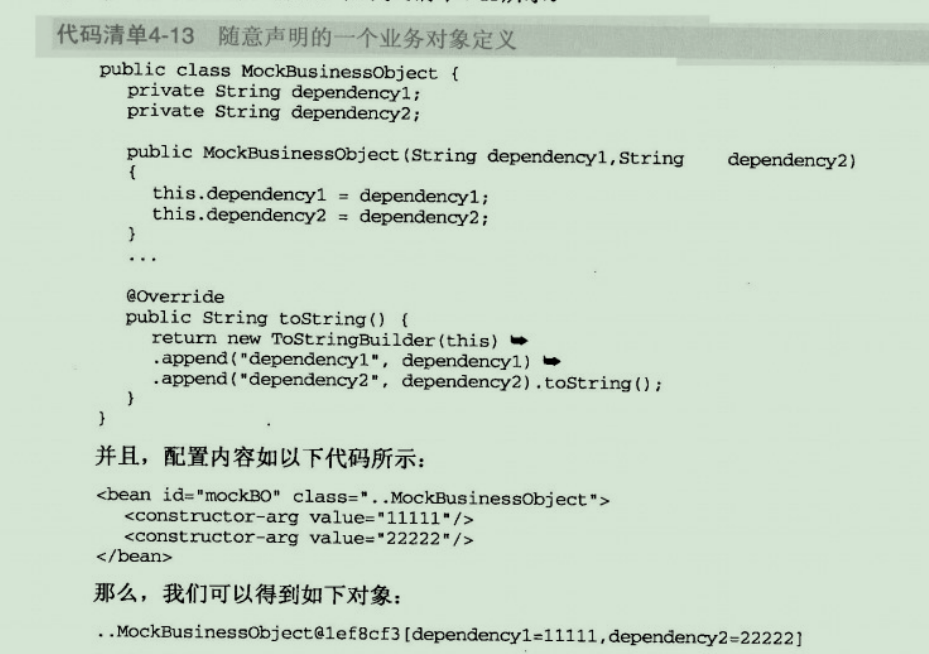 代码清单4-13 随意声明的一个业务对象定义
public class MockBusinessObject {
private String dependency1;
private String dependency2;
public MockBusinessObject(String dependency1,String dependency2)
{
this.dependency1 = dependency1;
this.dependency2 = dependency2;
}
...
@Override
public String toString() {
return new ToStringBuilder(this) ➥
.append("dependency1", dependency1) ➥
.append("dependency2", dependency2).toString();
}
}
并且，配置内容如以下代码所示：
<bean id="mockBO" class="..MockBusinessObject">
<constructor-arg value="11111"/>
<constructor-arg value="22222"/>
</bean>
那么，我们可以得到如下对象：
..MockBusinessObject@1ef8cf3[dependency1=11111,dependency2=22222]